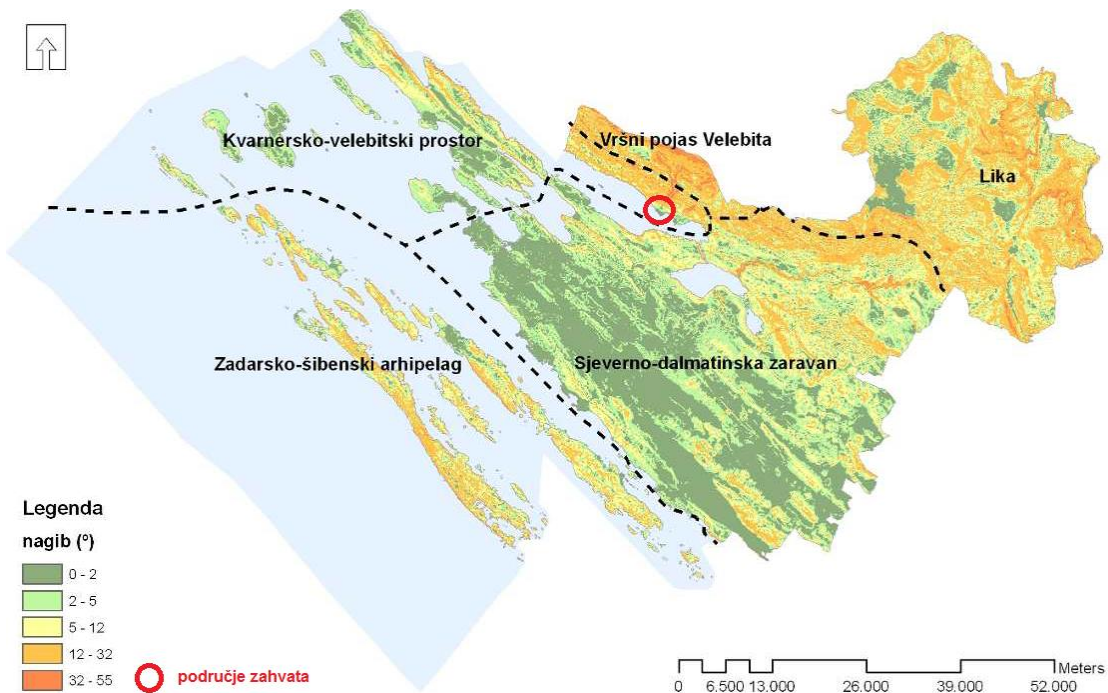 Kvarnersko-velebitski prostor
Vršni pojas Velebita
Lika
Zadarsko-šibenski arhipelag
Sjeverno-dalmatinska zaravan
Legenda
nagib (°)
0 - 2
2 - 5
5 - 12
12 - 32
32 - 55
područje zahvata
Meters
0 6.500 13.000 26.000 39.000 52.000